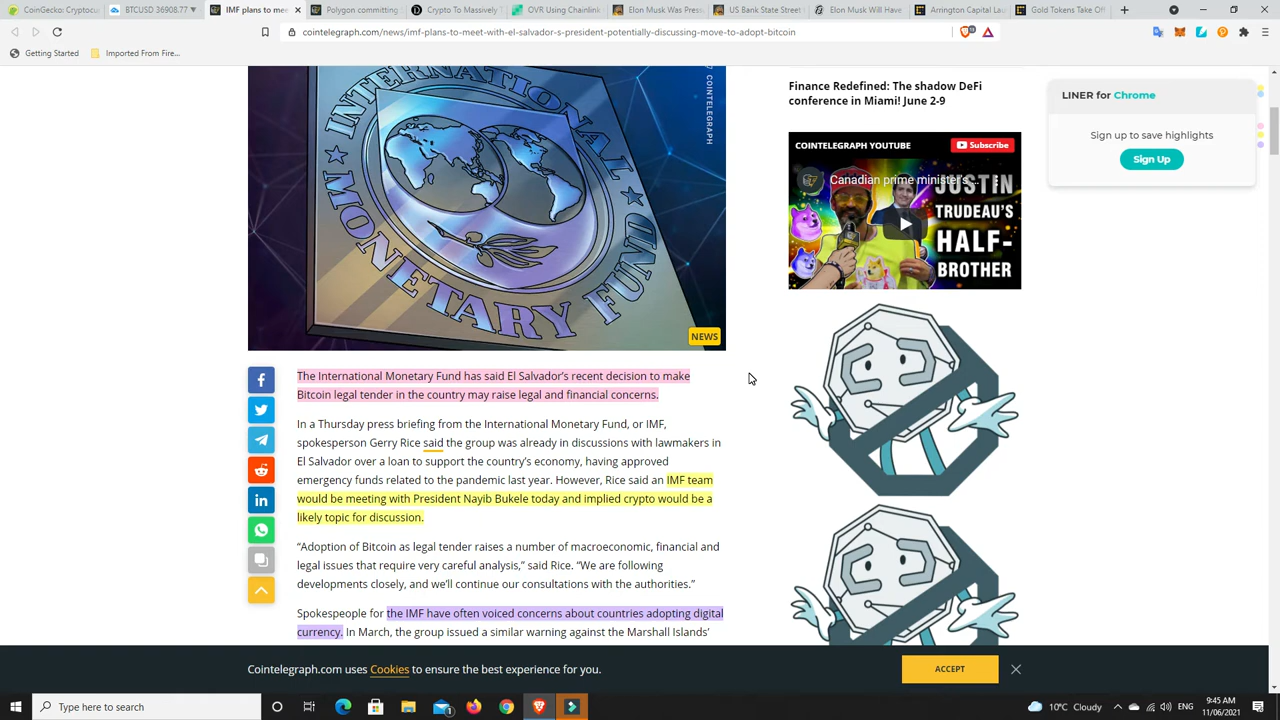 CoinGecko: Cryptocu
BTCUSD 36908.77
IMF plans to me
Polygon committing
Crypto To Massively
OVR Using Chainlink
Elon Musk Was Press
US Bank State Street
Elon Musk Will Have
Arrington Capital Lau
Gold Tokens Take Off
cointelegraph.com/news/imf-plans-to-meet-with-el-salvador-s-president-potentially-discussing-move-to-adopt-bitcoin
Getting Started
Imported From Fire...
INTERNATIONAL
MONETARY FUND
COINTELEGRAPH
NEWS
The International Monetary Fund has said El Salvador's recent decision to make
Bitcoin legal tender in the country may raise legal and financial concerns.
In a Thursday press briefing from the International Monetary Fund, or IMF,
spokesperson Gerry Rice said the group was already in discussions with lawmakers in
El Salvador over a loan to support the country's economy, having approved
emergency funds related to the pandemic last year. However, Rice said an IMF team
would be meeting with President Nayib Bukele today and implied crypto would be a
likely topic for discussion.
“Adoption of Bitcoin as legal tender raises a number of macroeconomic, financial and
legal issues that require very careful analysis,” said Rice. “We are following
developments closely, and we'll continue our consultations with the authorities.”
Spokespeople for the IMF have often voiced concerns about countries adopting digital
currency. In March, the group issued a similar warning against the Marshall Islands'
Finance Redefined: The shadow DeFi
conference in Miami! June 2-9
COINTELEGRAPH YOUTUBE
Subscribe
Canadian prime minister's ...
JUSTIN
TRUDEAU'S
HALF-
BROTHER
LINER for Chrome
Sign up to save highlights
Sign Up
Cointelegraph.com uses Cookies to ensure the best experience for you.
ACCEPT
Type here to search
10°C Cloudy
ENG
9:45 AM
11/06/2021